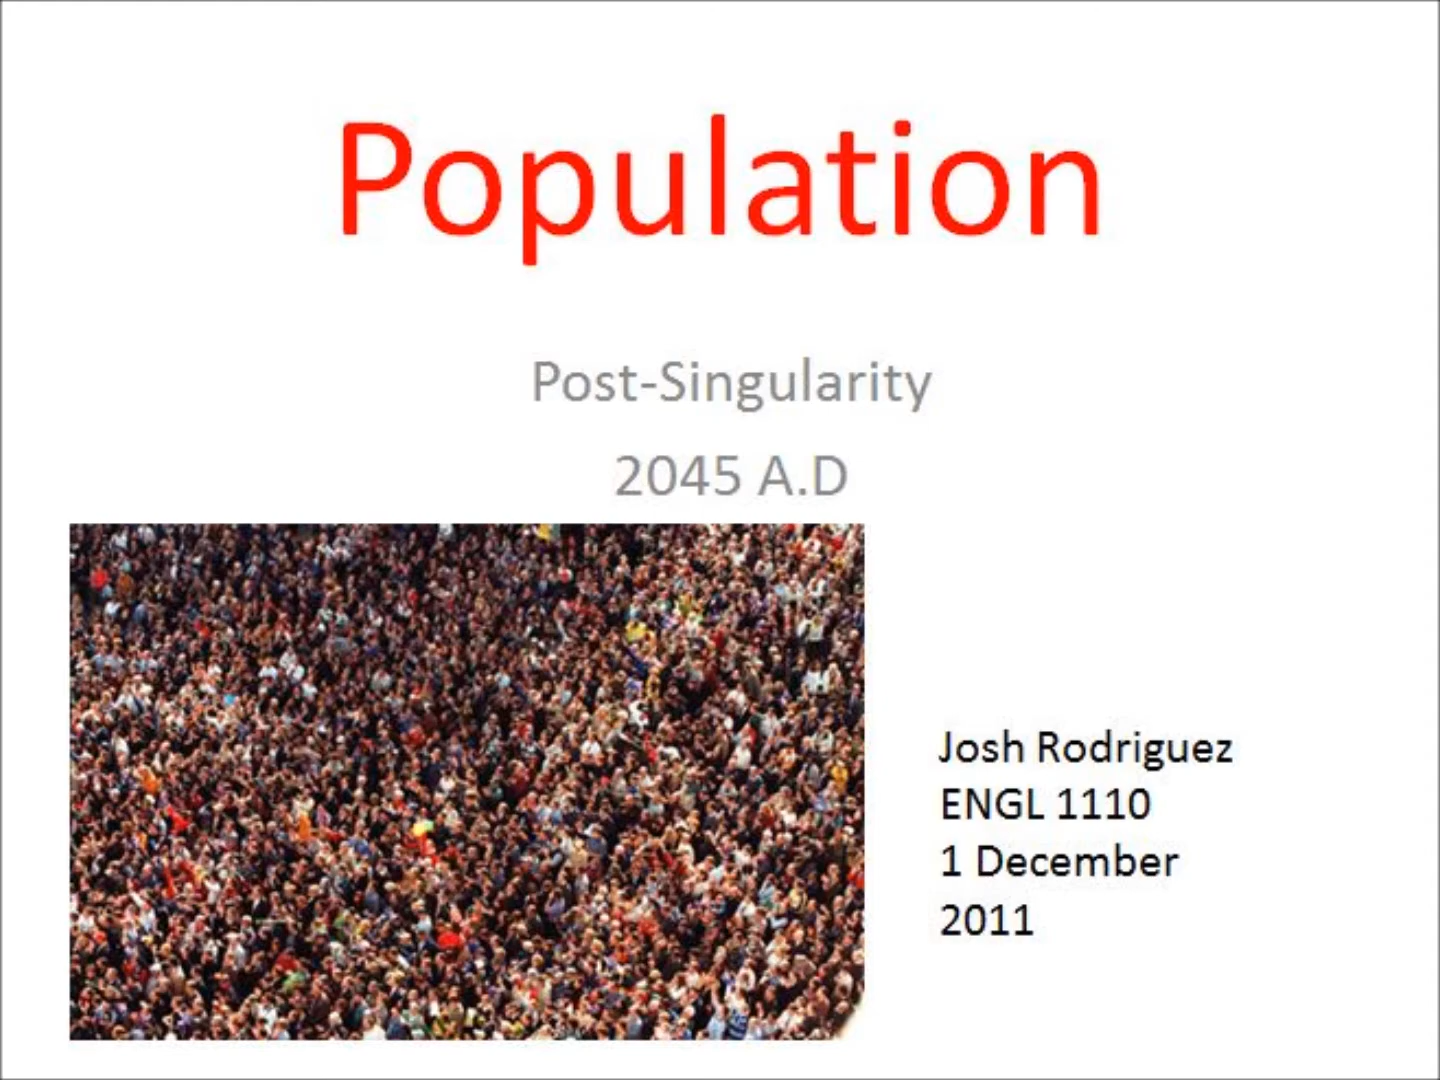 Population
Post-Singularity
2045 A.D
Josh Rodriguez
ENGL 1110
1 December
2011